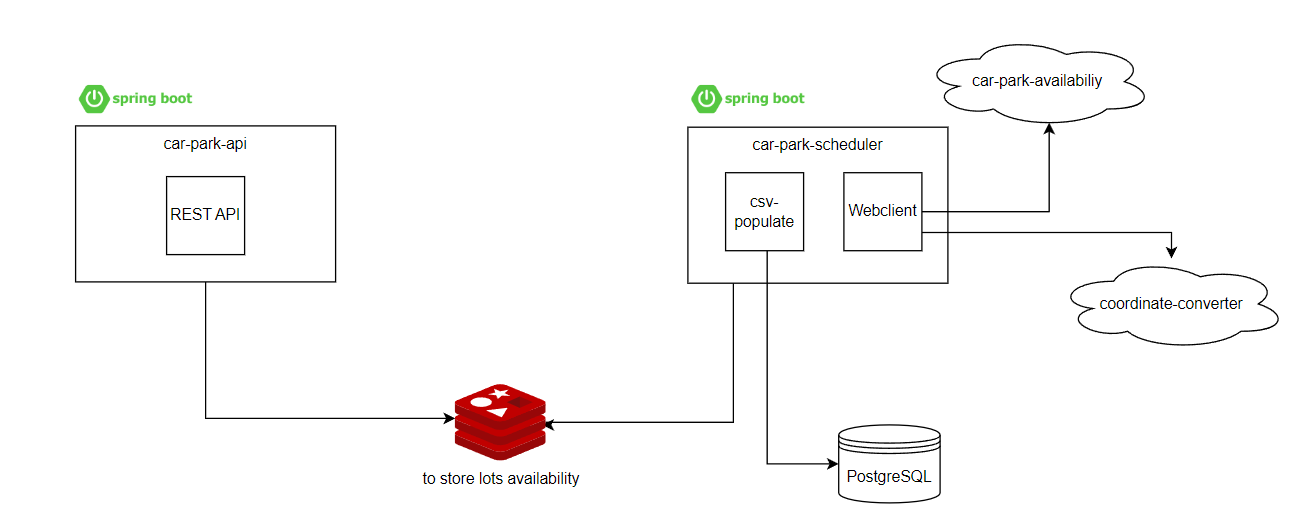 spring boot
car-park-api
REST API
spring boot
car-park-scheduler
csv-
populate
Webclient
car-park-availabiliy
coordinate-converter
to store lots availability
PostgreSQL